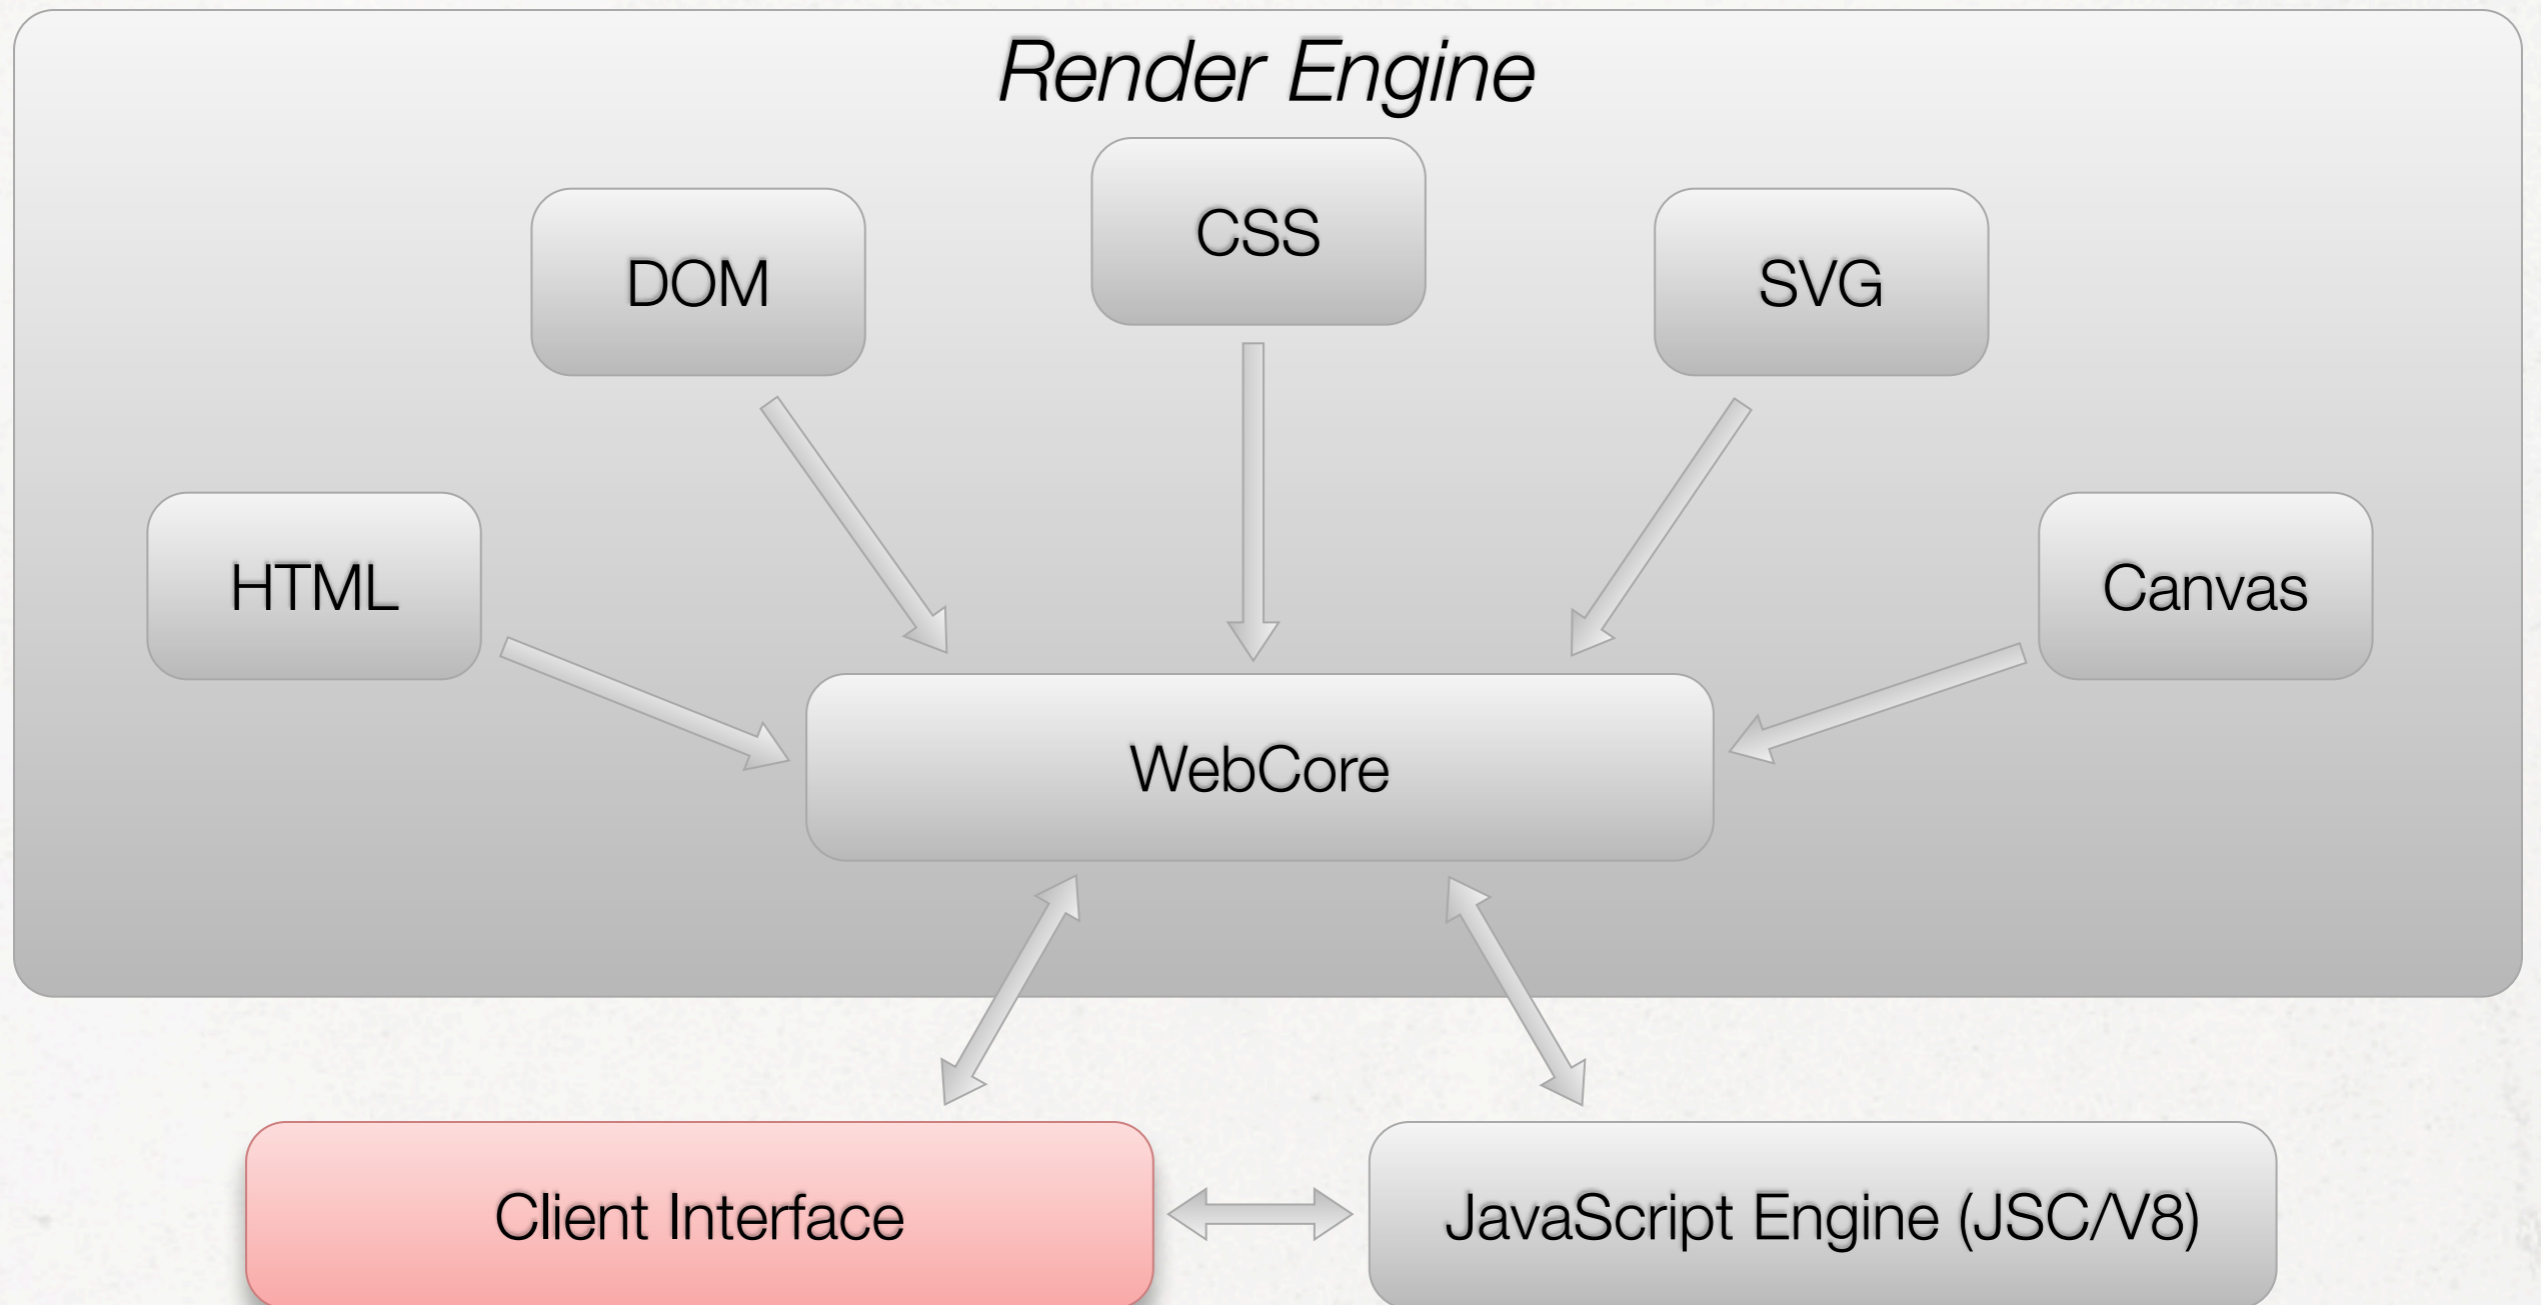 Render Engine
CSS
DOM
SVG
HTML
Canvas
WebCore
Client Interface
JavaScript Engine (JSC/V8)